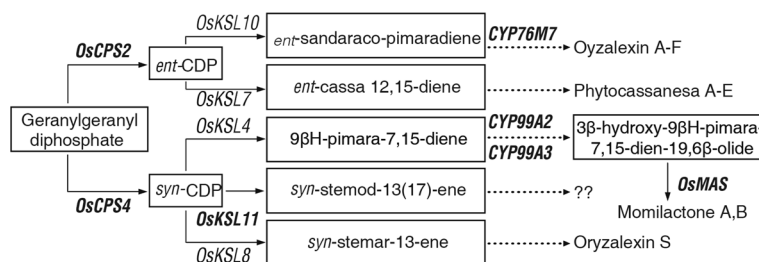 OsKSL10
ent-sandaraco-pimaradiene
CYP76M7
Oyzalexin A-F
OsCPS2
ent-CDP
OsKSL7
ent-cassa 12,15-diene
Phytocassanesa A-E
Geranylgeranyl
diphosphate
OsKSL4
9βH-pimara-7,15-diene
CYP99A2
CYP99A3
3β-hydroxy-9βH-pimara-
7,15-dien-19,6β-olide
OsCPS4
syn-CDP
OsKSL11
syn-stemod-13(17)-ene
??
OsMAS
Momilactone A,B
OsKSL8
syn-stemar-13-ene
Oryzalexin S